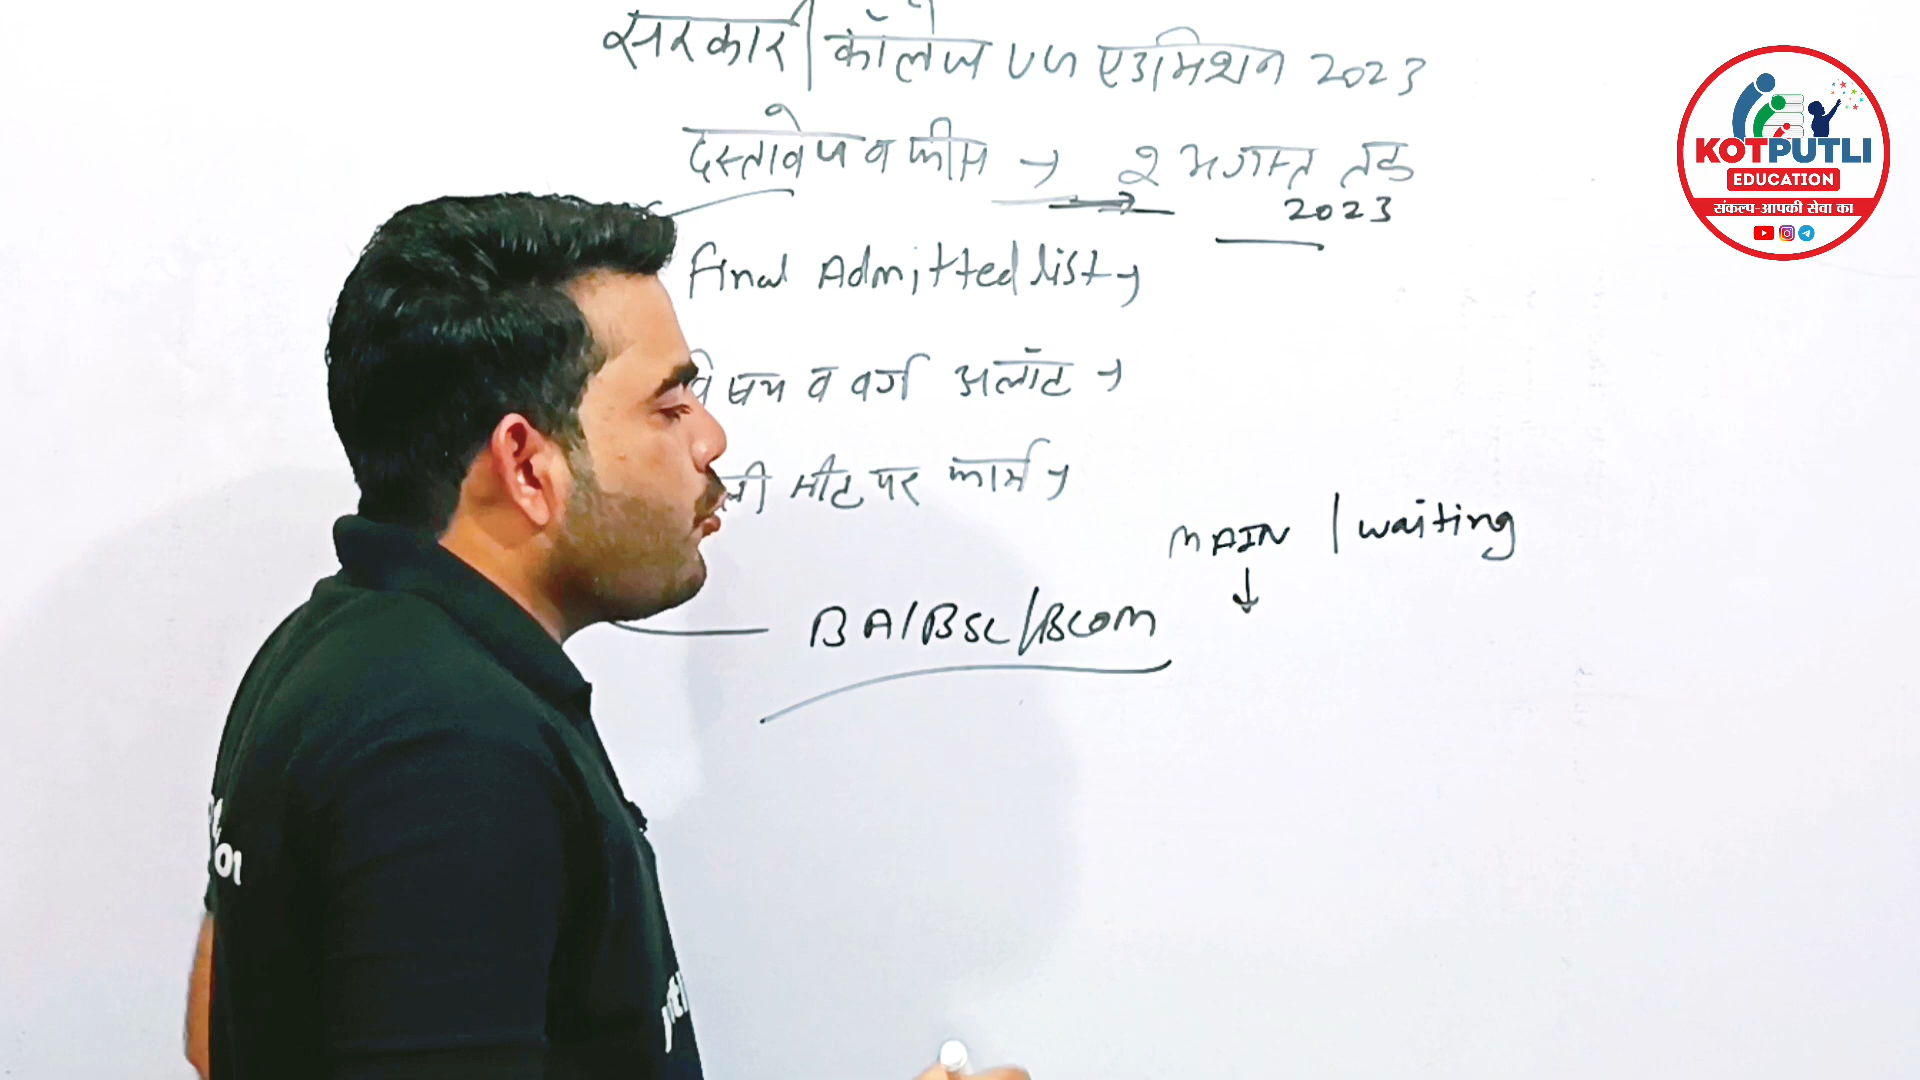 सरकारी कॉलेज UG एडमिशन 2023
दस्तावेज व फीस → 2 अगस्त तक
2023
Final Admitted list →
विषय व वर्ग अलॉट →
ली सीट पर फार्म →
MAIN / waiting
BA/BSC/BCOM
KOTPUTLI
EDUCATION
संकल्प-आपकी सेवा का